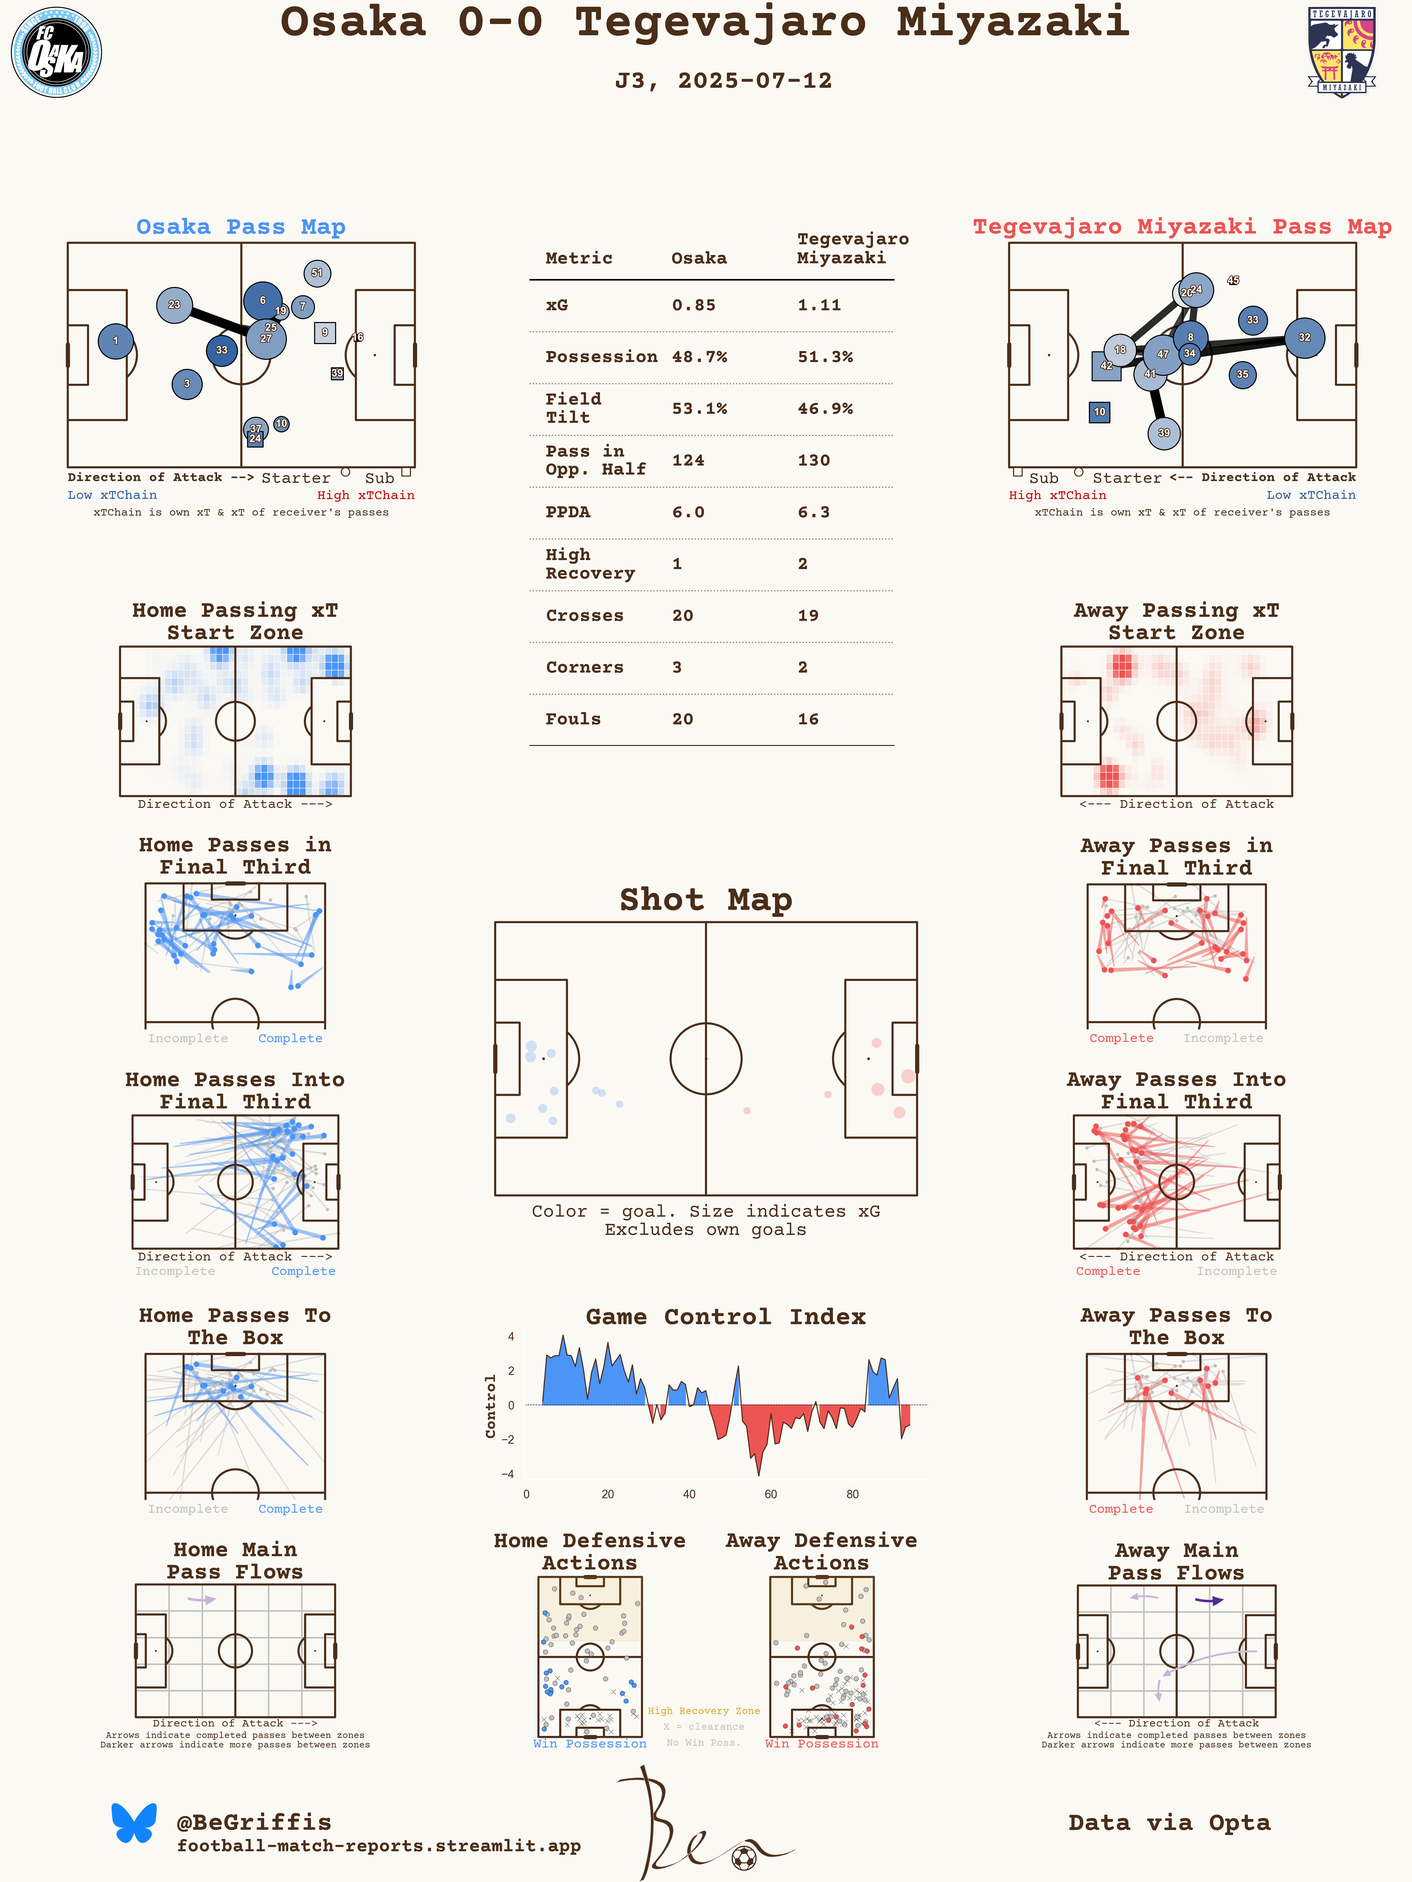 Osaka 0-0 Tegevajaro Miyazaki
J3, 2025-07-12
FC
OSAKA
TEGEVAJARO
MIYAZAKI
Osaka Pass Map
51
6
23
19
7
25
9
27
16
1
33
39
3
37
10
24
Direction of Attack --> Starter Sub
Low xTChain High xTChain
xTChain is own xT & xT of receiver's passes
Metric Osaka Tegevajaro Miyazaki
xG 0.85 1.11
Possession 48.7% 51.3%
Field Tilt 53.1% 46.9%
Pass in Opp. Half 124 130
PPDA 6.0 6.3
High Recovery 1 2
Crosses 20 19
Corners 3 2
Fouls 20 16
Tegevajaro Miyazaki Pass Map
45
20
24
33
8
32
18
47
34
42
41
35
10
39
Sub Starter <-- Direction of Attack
High xTChain Low xTChain
xTChain is own xT & xT of receiver's passes
Home Passing xT
Start Zone
Direction of Attack --->
Away Passing xT
Start Zone
<--- Direction of Attack
Home Passes in
Final Third
Incomplete Complete
Away Passes in
Final Third
Complete Incomplete
Shot Map
Color = goal. Size indicates xG
Excludes own goals
Home Passes Into
Final Third
Direction of Attack --->
Incomplete Complete
Away Passes Into
Final Third
<--- Direction of Attack
Complete Incomplete
Home Passes To
The Box
Incomplete Complete
Game Control Index
Control
4
2
0
−2
−4
0 20 40 60 80
Away Passes To
The Box
Complete Incomplete
Home Main
Pass Flows
Direction of Attack --->
Arrows indicate completed passes between zones
Darker arrows indicate more passes between zones
Home Defensive
Actions
Win Possession
High Recovery Zone
X = clearance
No Win Poss.
Away Defensive
Actions
Win Possession
Away Main
Pass Flows
<--- Direction of Attack
Arrows indicate completed passes between zones
Darker arrows indicate more passes between zones
@BeGriffis
football-match-reports.streamlit.app
Ben
Data via Opta